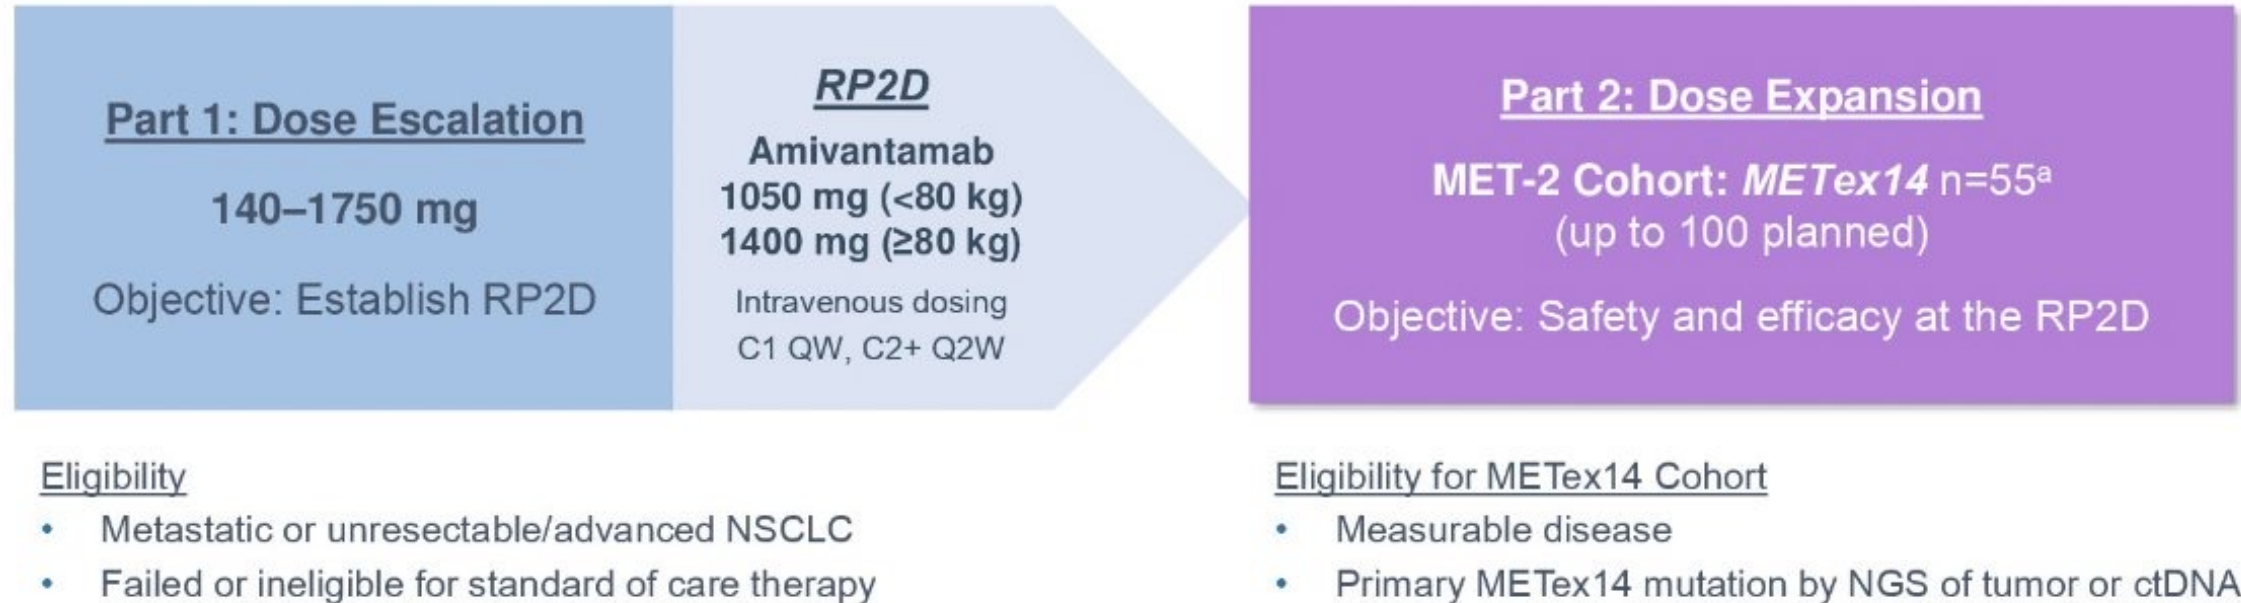 Part 1: Dose Escalation
140–1750 mg
Objective: Establish RP2D
RP2D
Amivantamab
1050 mg (<80 kg)
1400 mg (≥80 kg)
Intravenous dosing
C1 QW, C2+ Q2W
Part 2: Dose Expansion
MET-2 Cohort: METex14 n=55ᵃ
(up to 100 planned)
Objective: Safety and efficacy at the RP2D
Eligibility
• Metastatic or unresectable/advanced NSCLC
• Failed or ineligible for standard of care therapy
Eligibility for METex14 Cohort
• Measurable disease
• Primary METex14 mutation by NGS of tumor or ctDNA